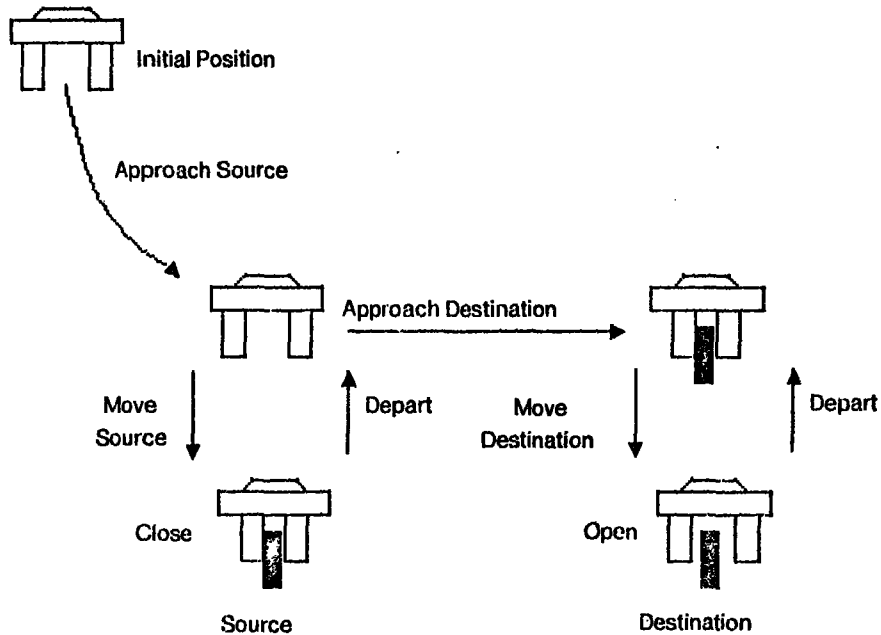 Initial Position
Approach Source
Approach Destination
Move
Source
Depart
Move
Destination
Depart
Close
Open
Source
Destination